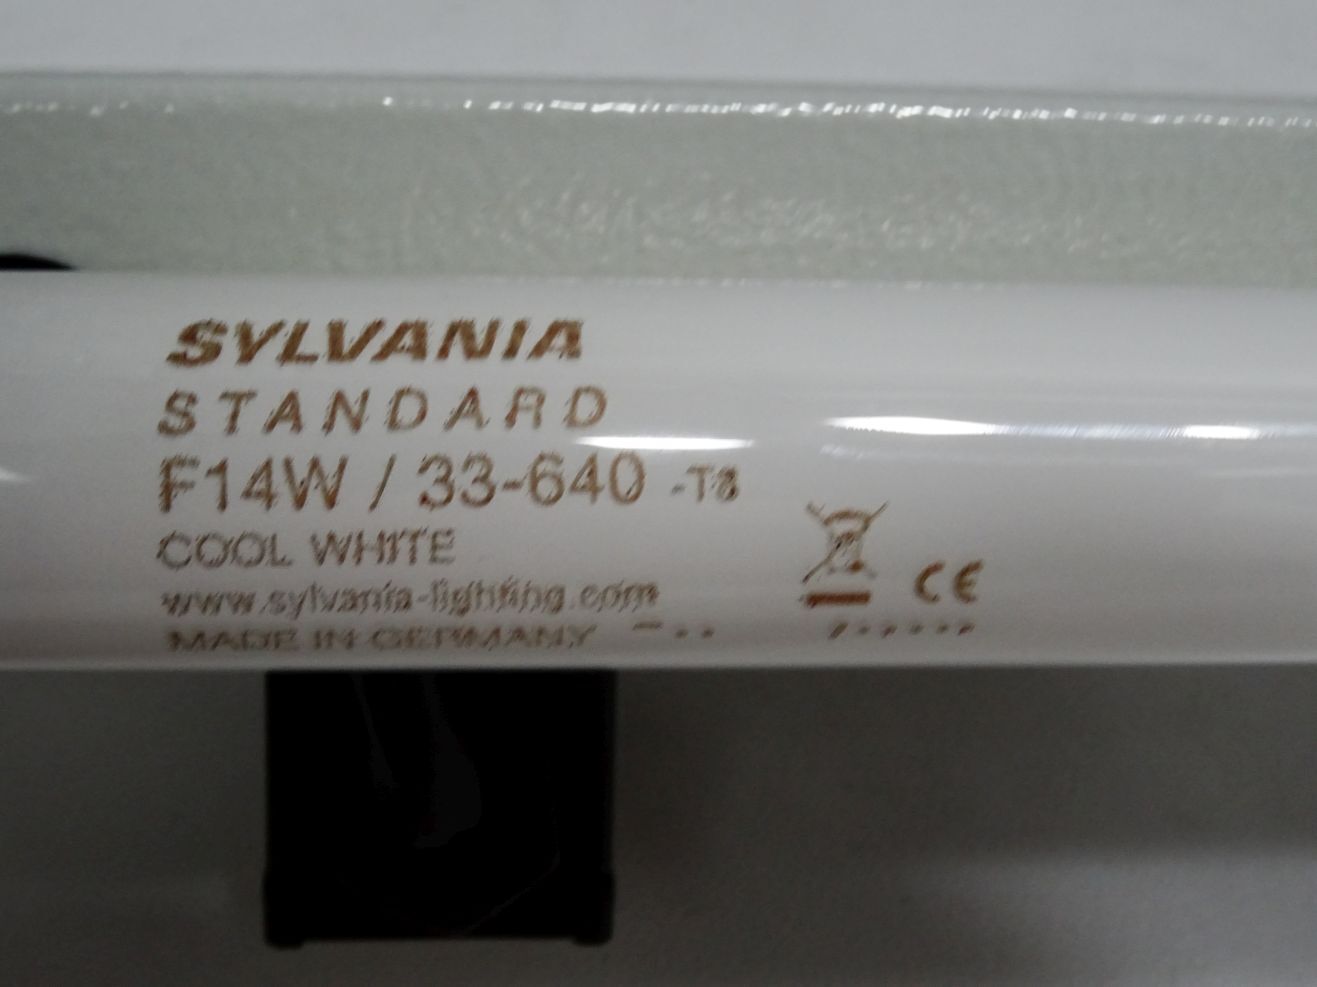 SYLVANIA
STANDARD
F14W / 33-640 -T8
COOL WHITE
www.sylvania-lighting.com
MADE IN GERMANY
CE